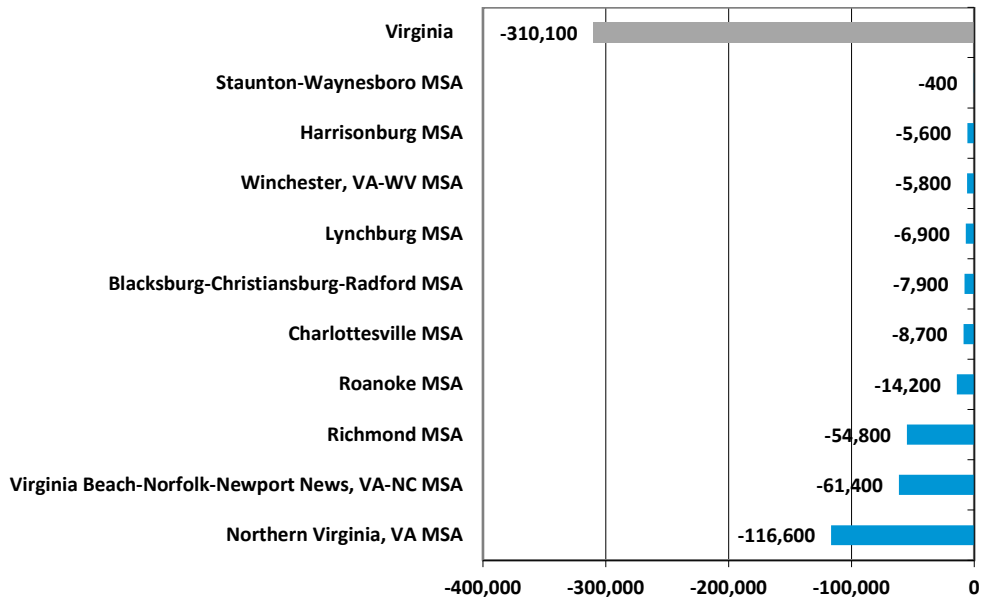 Virginia -310,100
Staunton-Waynesboro MSA -400
Harrisonburg MSA -5,600
Winchester, VA-WV MSA -5,800
Lynchburg MSA -6,900
Blacksburg-Christiansburg-Radford MSA -7,900
Charlottesville MSA -8,700
Roanoke MSA -14,200
Richmond MSA -54,800
Virginia Beach-Norfolk-Newport News, VA-NC MSA -61,400
Northern Virginia, VA MSA -116,600
-400,000 -300,000 -200,000 -100,000 0